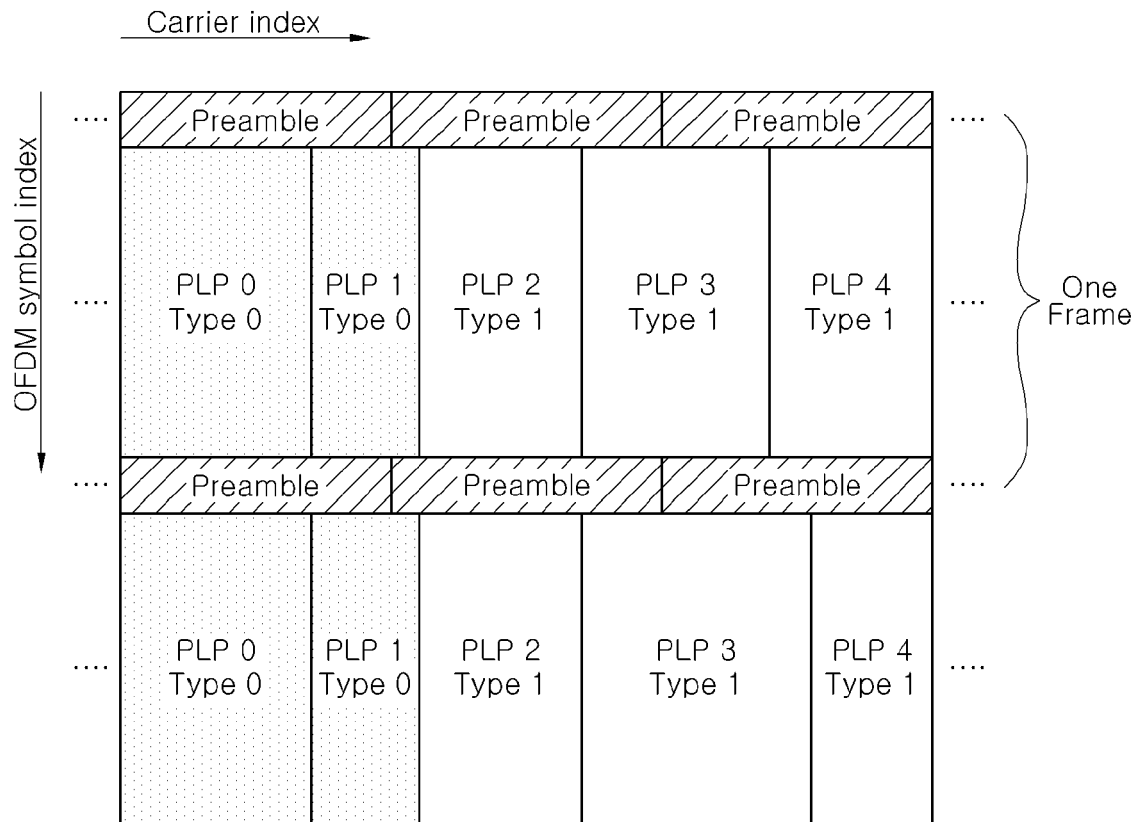 Carrier index
OFDM symbol index
.... Preamble Preamble Preamble ....
.... PLP 0 PLP 1 PLP 2 PLP 3 PLP 4 ....
Type 0 Type 0 Type 1 Type 1 Type 1
One
Frame
.... Preamble Preamble Preamble ....
.... PLP 0 PLP 1 PLP 2 PLP 3 PLP 4 ....
Type 0 Type 0 Type 1 Type 1 Type 1